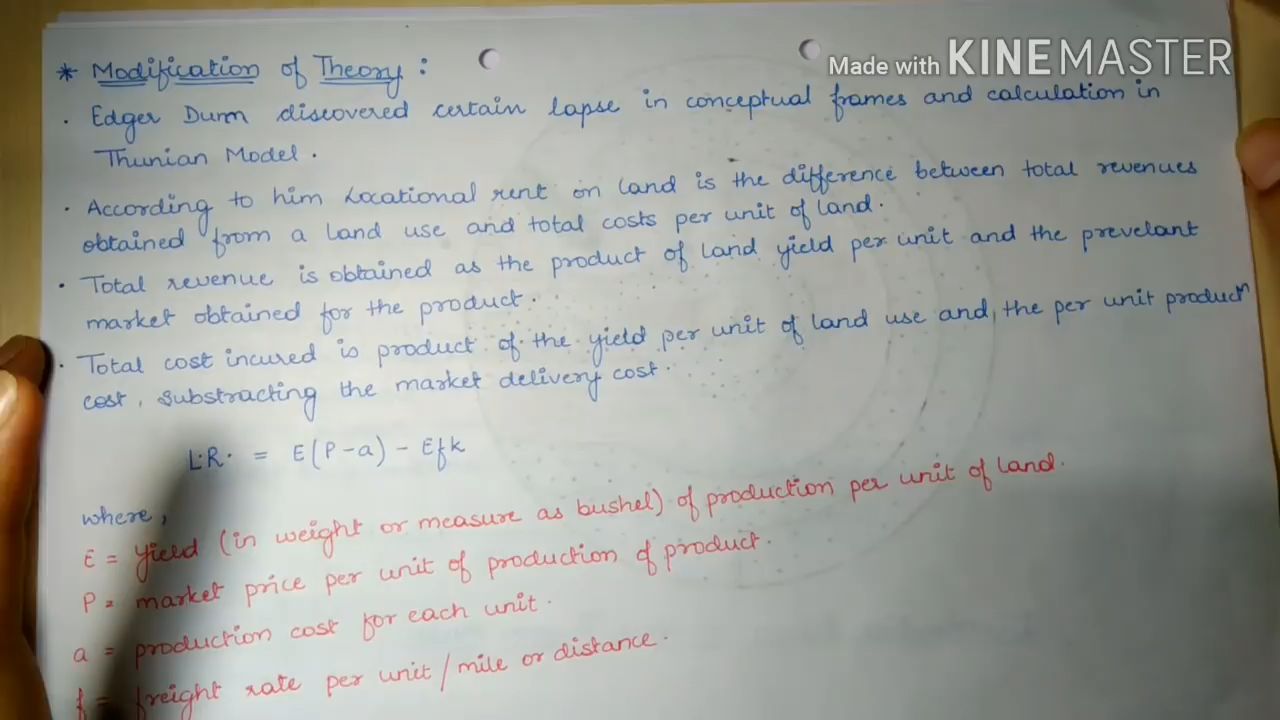 Made with KINEMASTER
* Modification of Theory :
. Edger Dunn discovered certain lapse in conceptual frames and calculation in
Thunian Model .
. According to him Locational rent on land is the difference between total revenues
obtained from a land use and total costs per unit of land .
. Total revenue is obtained as the product of land yield per unit and the prevelant
market obtained for the product .
. Total cost incured is product of the yield per unit of land use and the per unit product
cost , substracting the market delivery cost .
L.R. = E(P-a) - Efk
where ,
E = yield (in weight or measure as bushel) of production per unit of land .
P = market price per unit of production of product .
a = production cost for each unit .
f = freight rate per unit / mile or distance .